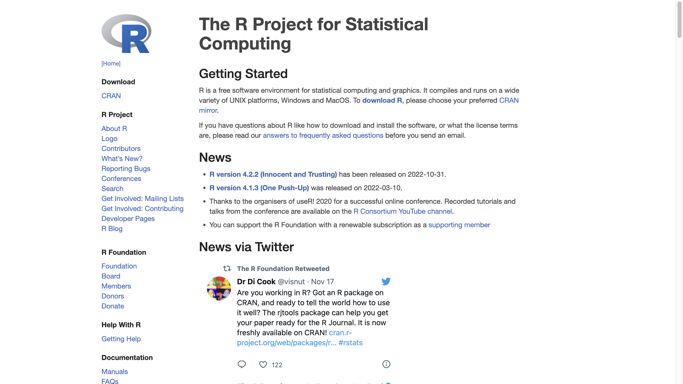 R
[Home]
Download
CRAN
R Project
About R
Logo
Contributors
What's New?
Reporting Bugs
Conferences
Search
Get Involved: Mailing Lists
Get Involved: Contributing
Developer Pages
R Blog
R Foundation
Foundation
Board
Members
Donors
Donate
Help With R
Getting Help
Documentation
Manuals
FAQs
The R Project for Statistical
Computing
Getting Started
R is a free software environment for statistical computing and graphics. It compiles and runs on a wide
variety of UNIX platforms, Windows and MacOS. To download R, please choose your preferred CRAN
mirror.
If you have questions about R like how to download and install the software, or what the license terms
are, please read our answers to frequently asked questions before you send an email.
News
• R version 4.2.2 (Innocent and Trusting) has been released on 2022-10-31.
• R version 4.1.3 (One Push-Up) was released on 2022-03-10.
• Thanks to the organisers of useR! 2020 for a successful online conference. Recorded tutorials and
talks from the conference are available on the R Consortium YouTube channel.
• You can support the R Foundation with a renewable subscription as a supporting member
News via Twitter
The R Foundation Retweeted
Dr Di Cook @visnut · Nov 17
Are you working in R? Got an R package on
CRAN, and ready to tell the world how to use
it well? The rjtools package can help you get
your paper ready for the R Journal. It is now
freshly available on CRAN! cran.r-
project.org/web/packages/r... #rstats
122